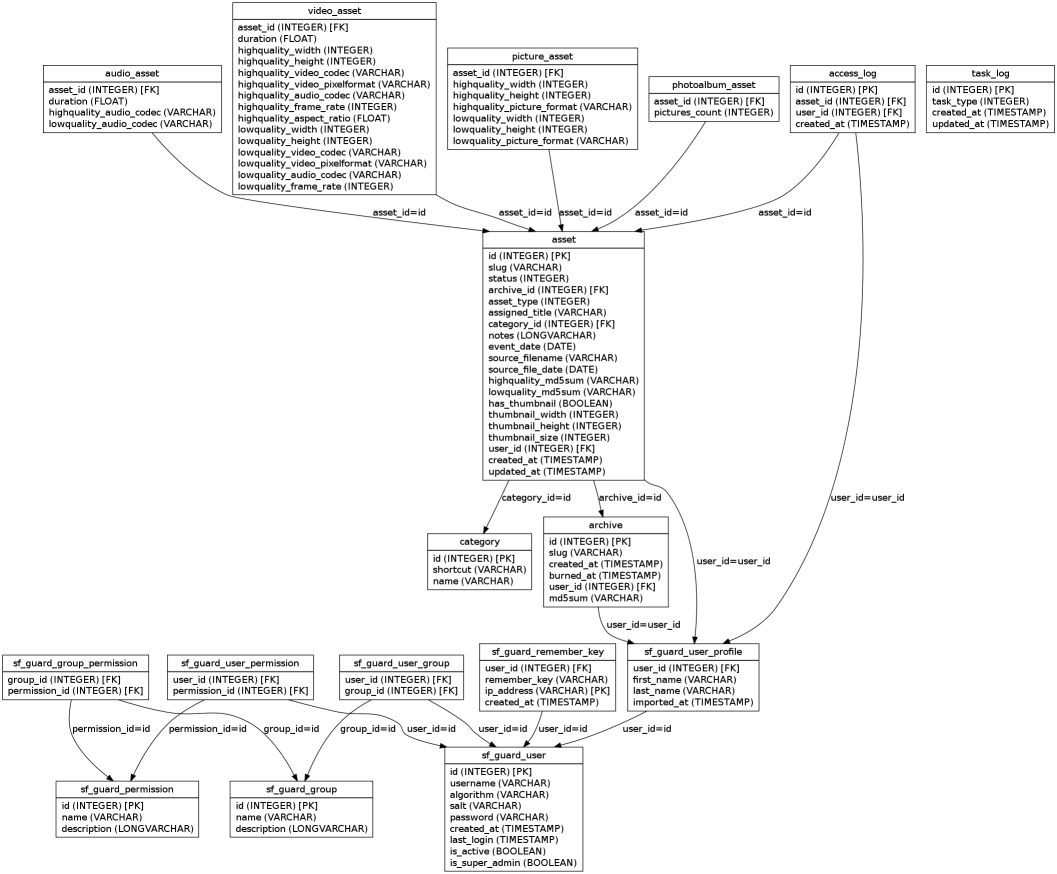 video_asset
asset_id (INTEGER) [FK]
duration (FLOAT)
highquality_width (INTEGER)
highquality_height (INTEGER)
highquality_video_codec (VARCHAR)
highquality_video_pixelformat (VARCHAR)
highquality_audio_codec (VARCHAR)
highquality_frame_rate (INTEGER)
highquality_aspect_ratio (FLOAT)
lowquality_width (INTEGER)
lowquality_height (INTEGER)
lowquality_video_codec (VARCHAR)
lowquality_video_pixelformat (VARCHAR)
lowquality_audio_codec (VARCHAR)
lowquality_frame_rate (INTEGER)
audio_asset
asset_id (INTEGER) [FK]
duration (FLOAT)
highquality_audio_codec (VARCHAR)
lowquality_audio_codec (VARCHAR)
picture_asset
asset_id (INTEGER) [FK]
highquality_width (INTEGER)
highquality_height (INTEGER)
highquality_picture_format (VARCHAR)
lowquality_width (INTEGER)
lowquality_height (INTEGER)
lowquality_picture_format (VARCHAR)
photoalbum_asset
asset_id (INTEGER) [FK]
pictures_count (INTEGER)
access_log
id (INTEGER) [PK]
asset_id (INTEGER) [FK]
user_id (INTEGER) [FK]
created_at (TIMESTAMP)
task_log
id (INTEGER) [PK]
task_type (INTEGER)
created_at (TIMESTAMP)
updated_at (TIMESTAMP)
asset_id=id
asset_id=id
asset_id=id
asset_id=id
asset_id=id
asset
id (INTEGER) [PK]
slug (VARCHAR)
status (INTEGER)
archive_id (INTEGER) [FK]
asset_type (INTEGER)
assigned_title (VARCHAR)
category_id (INTEGER) [FK]
notes (LONGVARCHAR)
event_date (DATE)
source_filename (VARCHAR)
source_file_date (DATE)
highquality_md5sum (VARCHAR)
lowquality_md5sum (VARCHAR)
has_thumbnail (BOOLEAN)
thumbnail_width (INTEGER)
thumbnail_height (INTEGER)
thumbnail_size (INTEGER)
user_id (INTEGER) [FK]
created_at (TIMESTAMP)
updated_at (TIMESTAMP)
category_id=id
archive_id=id
user_id=user_id
category
id (INTEGER) [PK]
shortcut (VARCHAR)
name (VARCHAR)
archive
id (INTEGER) [PK]
slug (VARCHAR)
created_at (TIMESTAMP)
burned_at (TIMESTAMP)
user_id (INTEGER) [FK]
md5sum (VARCHAR)
user_id=user_id
user_id=user_id
sf_guard_group_permission
group_id (INTEGER) [FK]
permission_id (INTEGER) [FK]
sf_guard_user_permission
user_id (INTEGER) [FK]
permission_id (INTEGER) [FK]
sf_guard_user_group
user_id (INTEGER) [FK]
group_id (INTEGER) [FK]
sf_guard_remember_key
user_id (INTEGER) [FK]
remember_key (VARCHAR)
ip_address (VARCHAR) [PK]
created_at (TIMESTAMP)
sf_guard_user_profile
user_id (INTEGER) [FK]
first_name (VARCHAR)
last_name (VARCHAR)
imported_at (TIMESTAMP)
permission_id=id
permission_id=id
group_id=id
group_id=id
user_id=id
user_id=id
user_id=id
user_id=id
sf_guard_permission
id (INTEGER) [PK]
name (VARCHAR)
description (LONGVARCHAR)
sf_guard_group
id (INTEGER) [PK]
name (VARCHAR)
description (LONGVARCHAR)
sf_guard_user
id (INTEGER) [PK]
username (VARCHAR)
algorithm (VARCHAR)
salt (VARCHAR)
password (VARCHAR)
created_at (TIMESTAMP)
last_login (TIMESTAMP)
is_active (BOOLEAN)
is_super_admin (BOOLEAN)